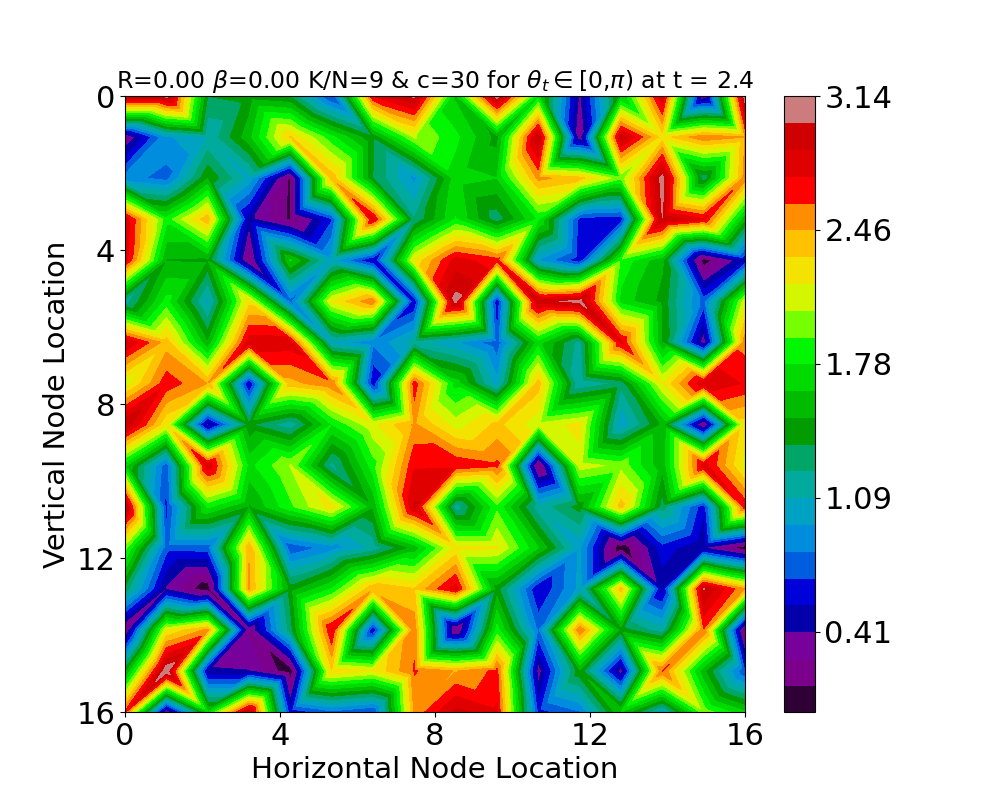 R=0.00 β=0.00 K/N=9 & c=30 for θ_t ∈ [0,π) at t = 2.4
0
4
8
12
16
Vertical Node Location
0 4 8 12 16
Horizontal Node Location
3.14
2.46
1.78
1.09
0.41